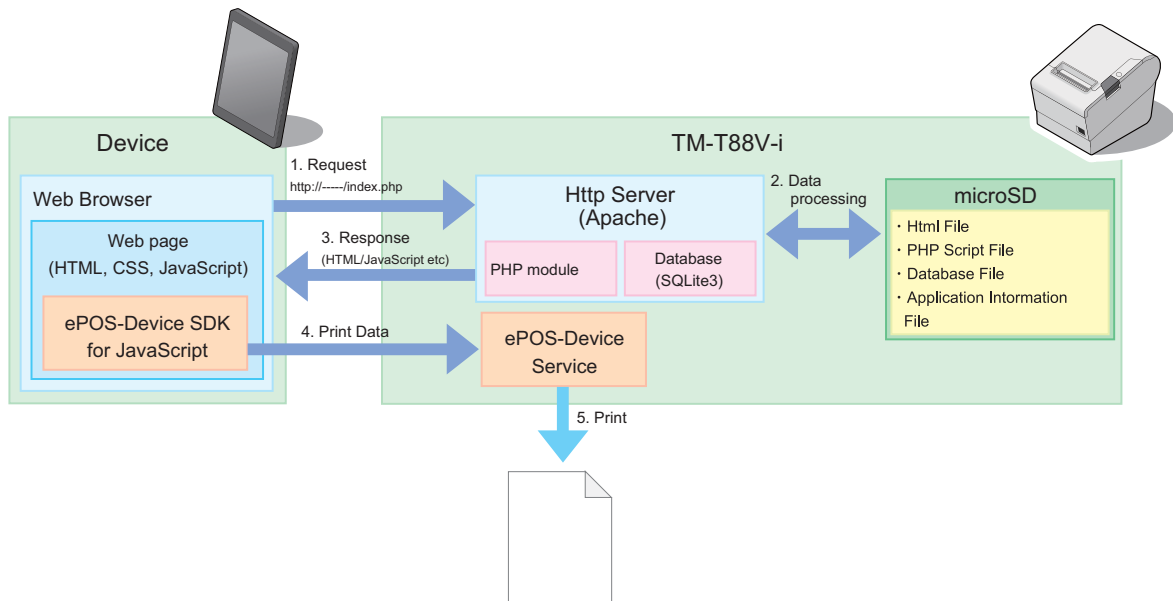 Device
TM-T88V-i
Web Browser
Web page
(HTML, CSS, JavaScript)
ePOS-Device SDK
for JavaScript
1. Request
http://-----/index.php
3. Response
(HTML/JavaScript etc)
4. Print Data
Http Server
(Apache)
PHP module
Database
(SQLite3)
ePOS-Device
Service
5. Print
2. Data
processing
microSD
・Html File
・PHP Script File
・Database File
・Application Intormation
File